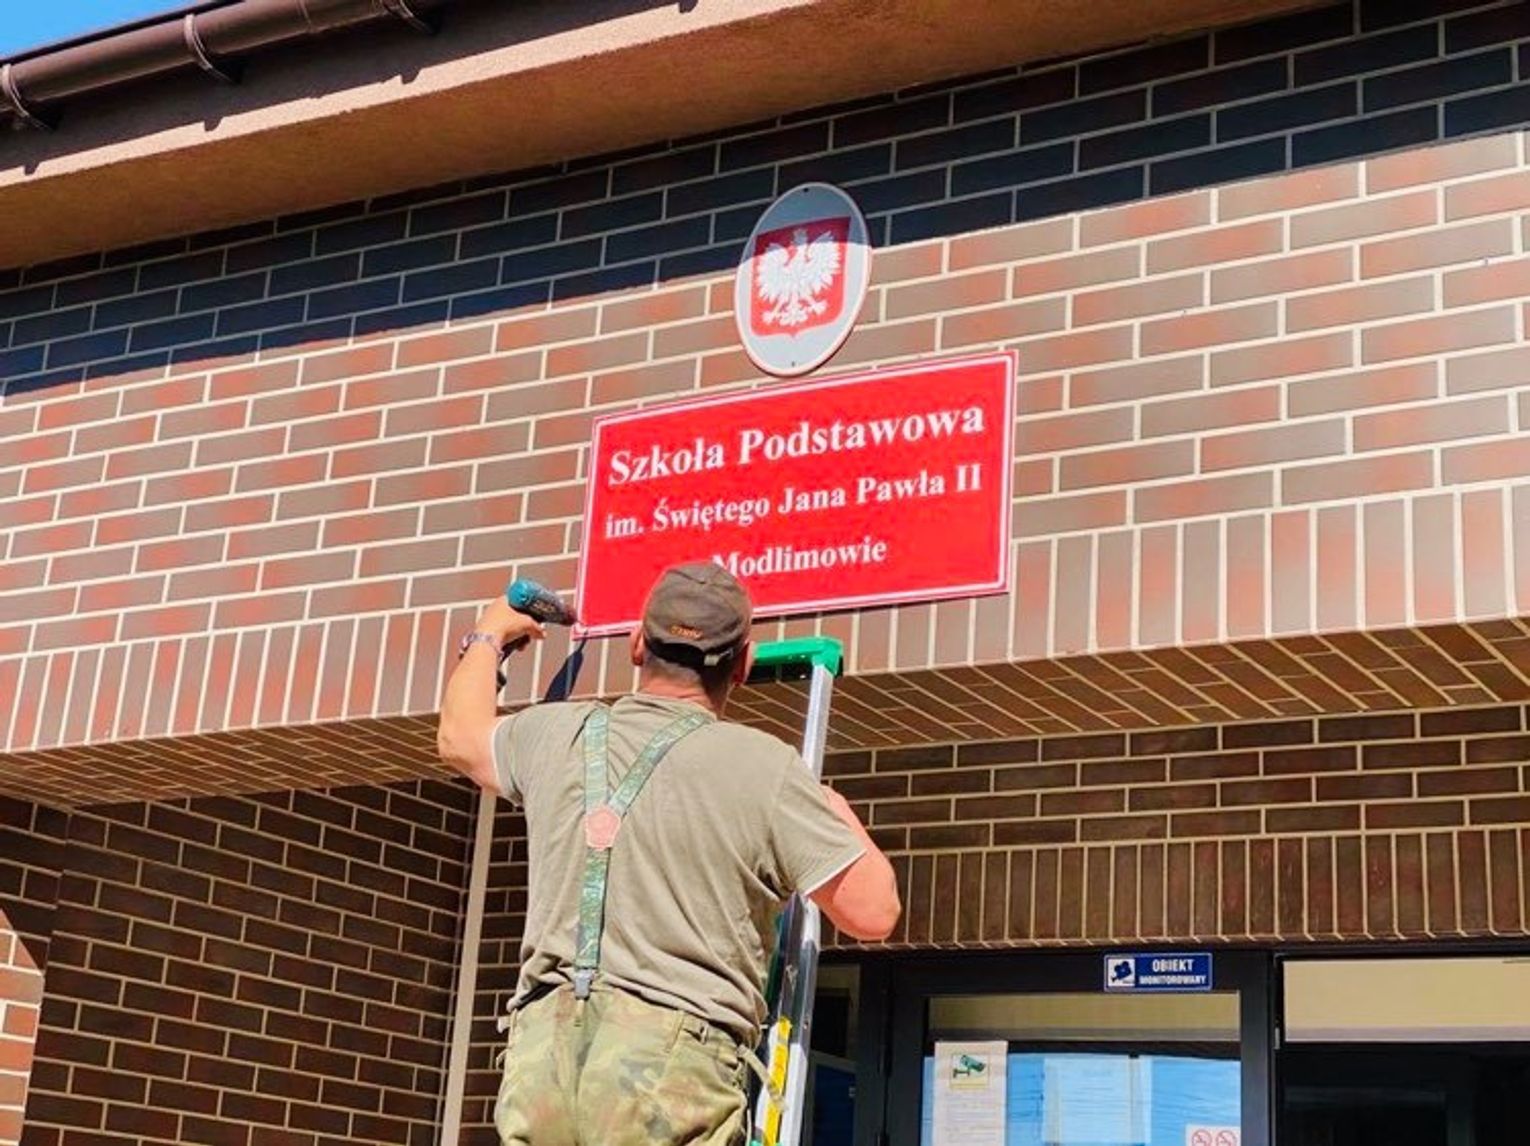 Szkoła Podstawowa
im. Świętego Jana Pawła II
Modlimowie
OBIEKT
MONITOROWANY